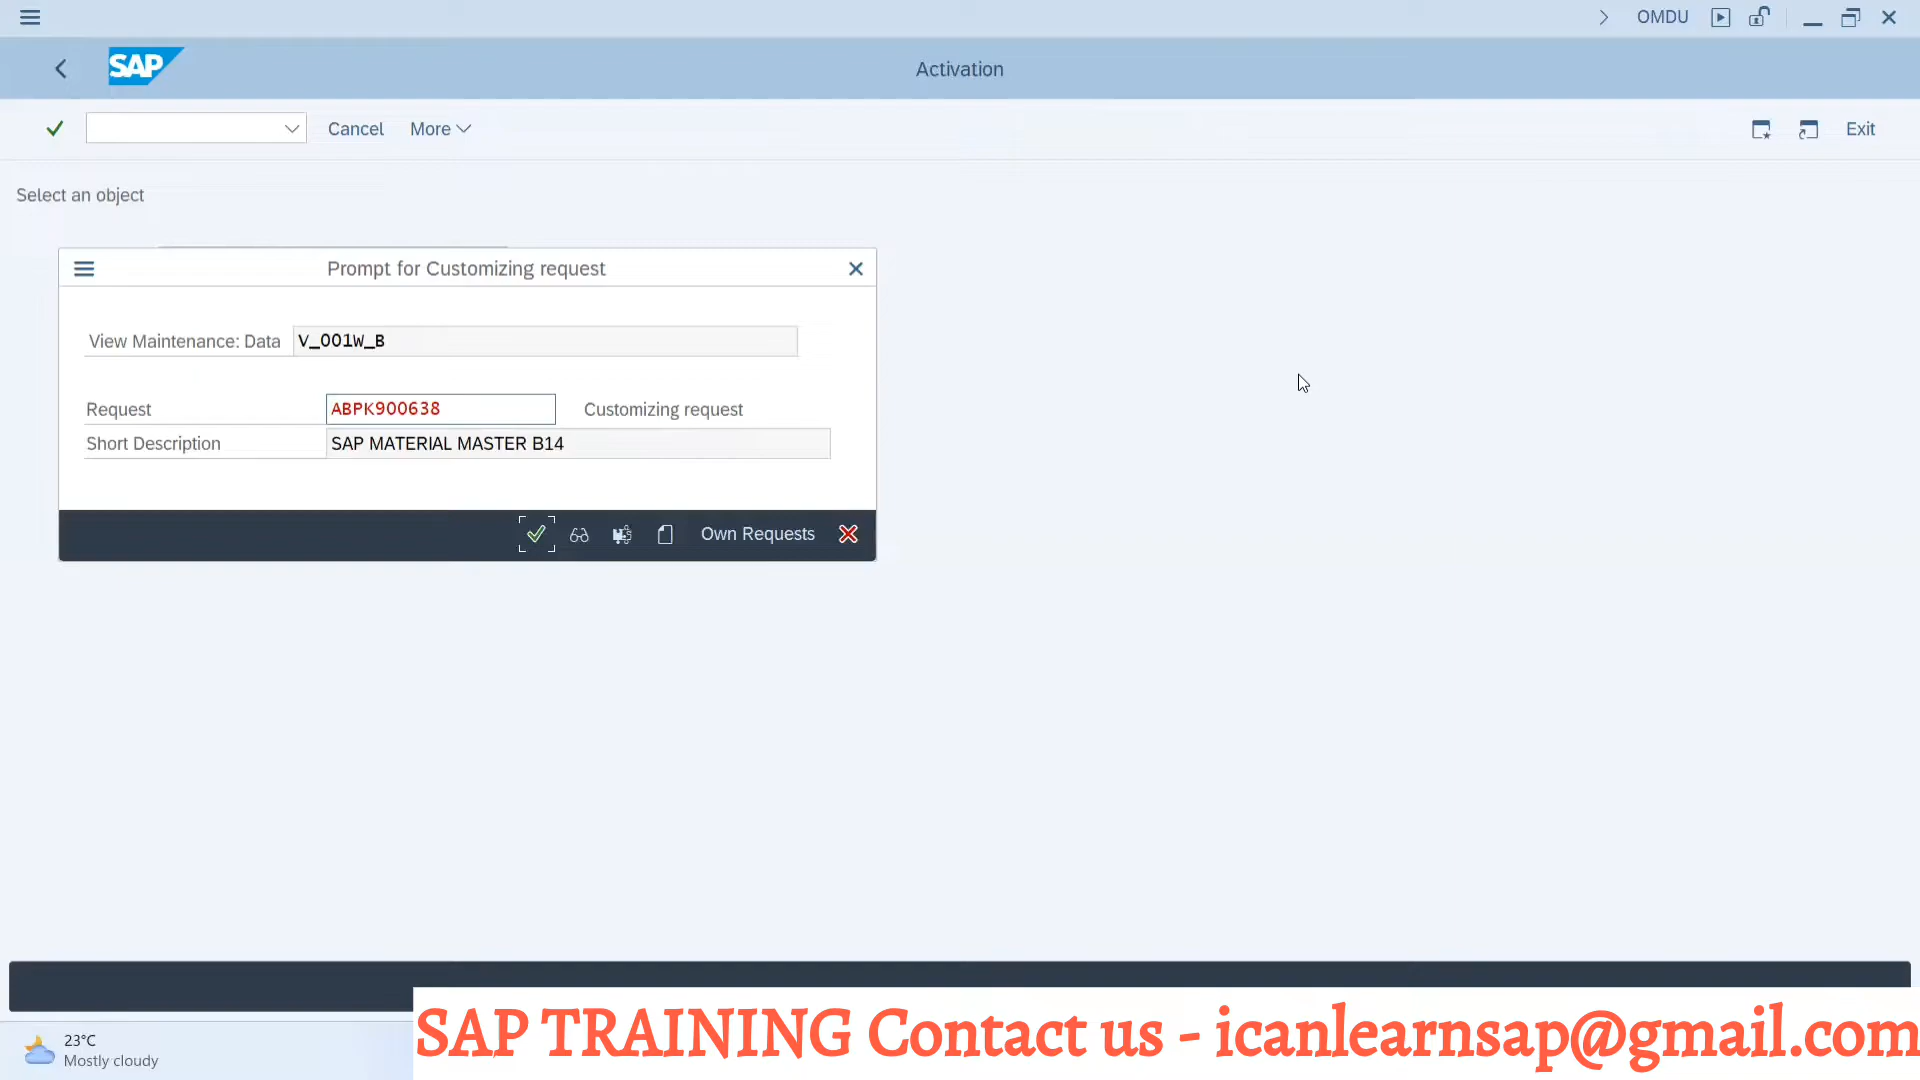 OMDU
SAP
Activation
Cancel More Exit
Select an object
Prompt for Customizing request
View Maintenance: Data V_001W_B
Request ABPK900638 Customizing request
Short Description SAP MATERIAL MASTER B14
Own Requests
SAP TRAINING Contact us - icanlearnsap@gmail.com
23°C
Mostly cloudy